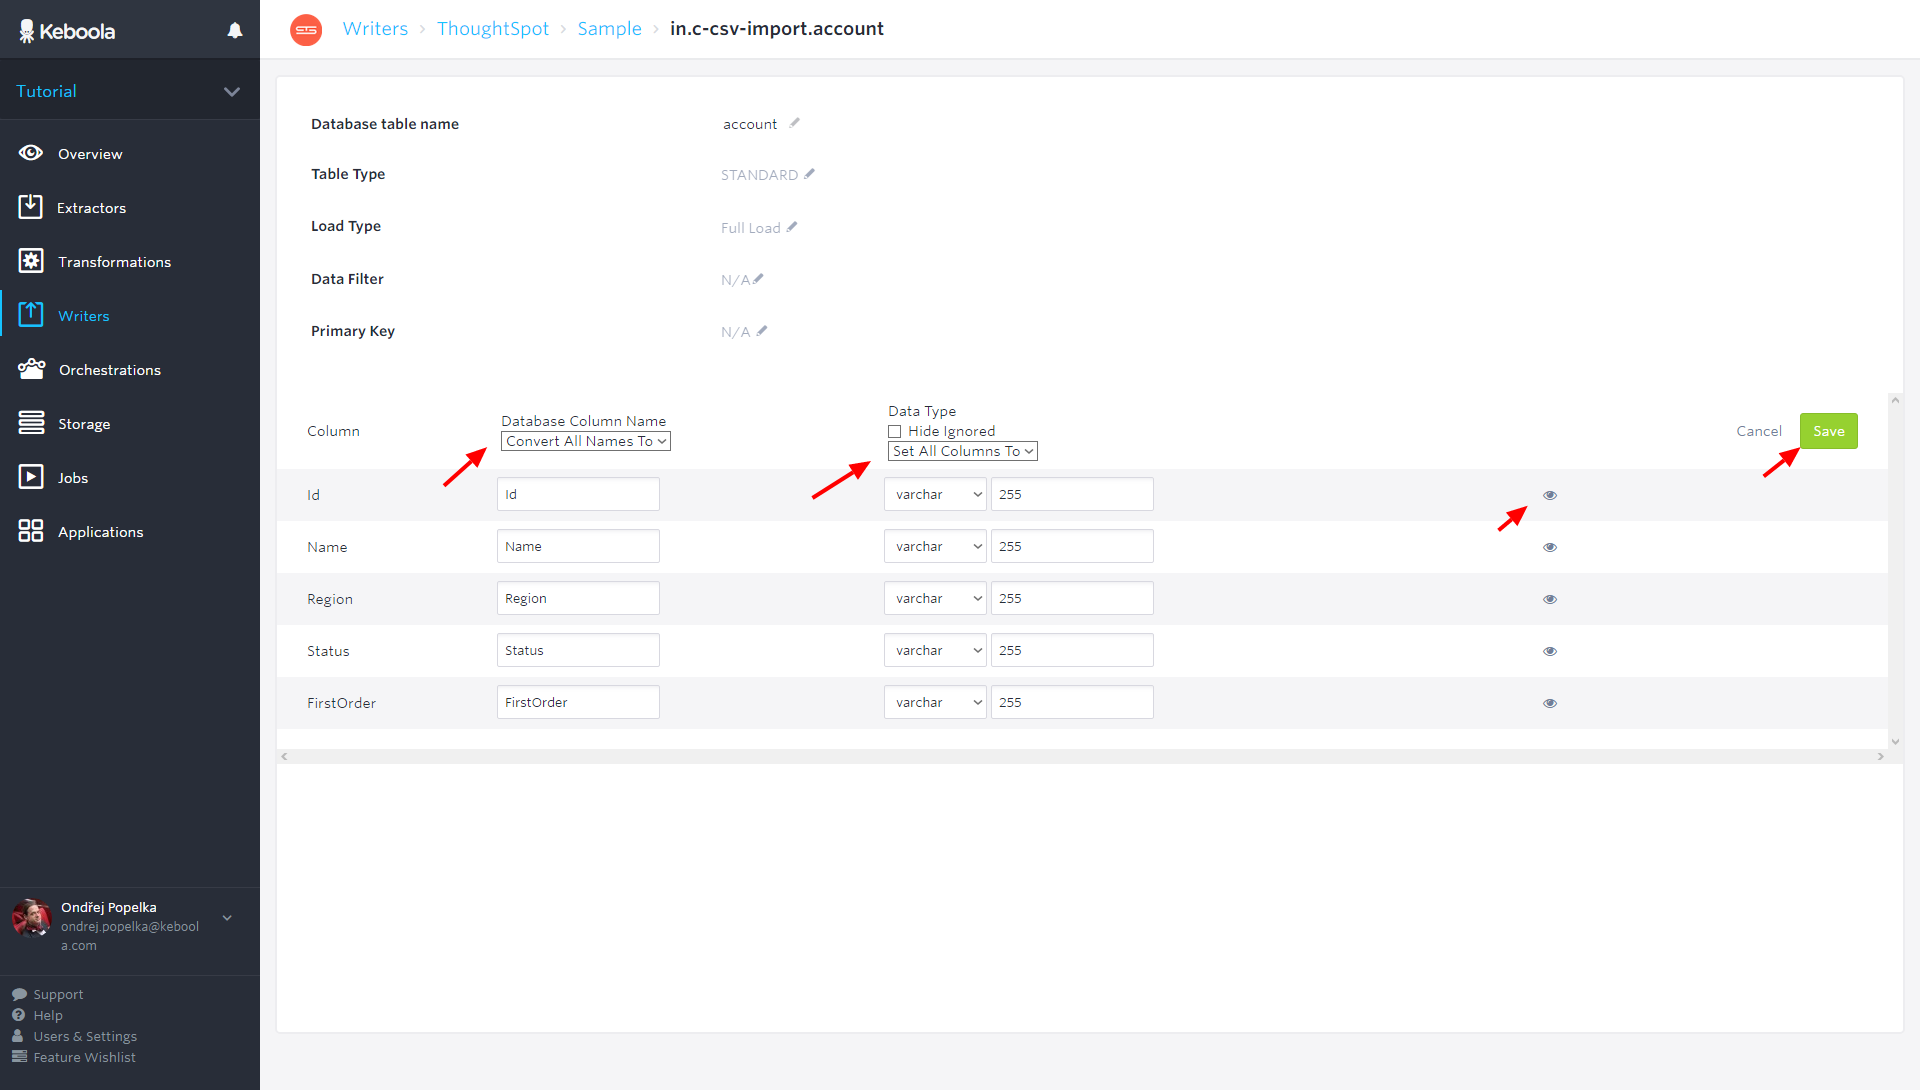 Keboola
Tutorial
Overview
Extractors
Transformations
Writers
Orchestrations
Storage
Jobs
Applications
Ondřej Popelka
ondrej.popelka@kebool
a.com
Support
Help
Users & Settings
Feature Wishlist
Writers › ThoughtSpot › Sample › in.c-csv-import.account
Database table name account
Table Type STANDARD
Load Type Full Load
Data Filter N/A
Primary Key N/A
Column
Database Column Name
Convert All Names To
Data Type
Hide Ignored
Set All Columns To
Cancel Save
Id Id varchar 255
Name Name varchar 255
Region Region varchar 255
Status Status varchar 255
FirstOrder FirstOrder varchar 255